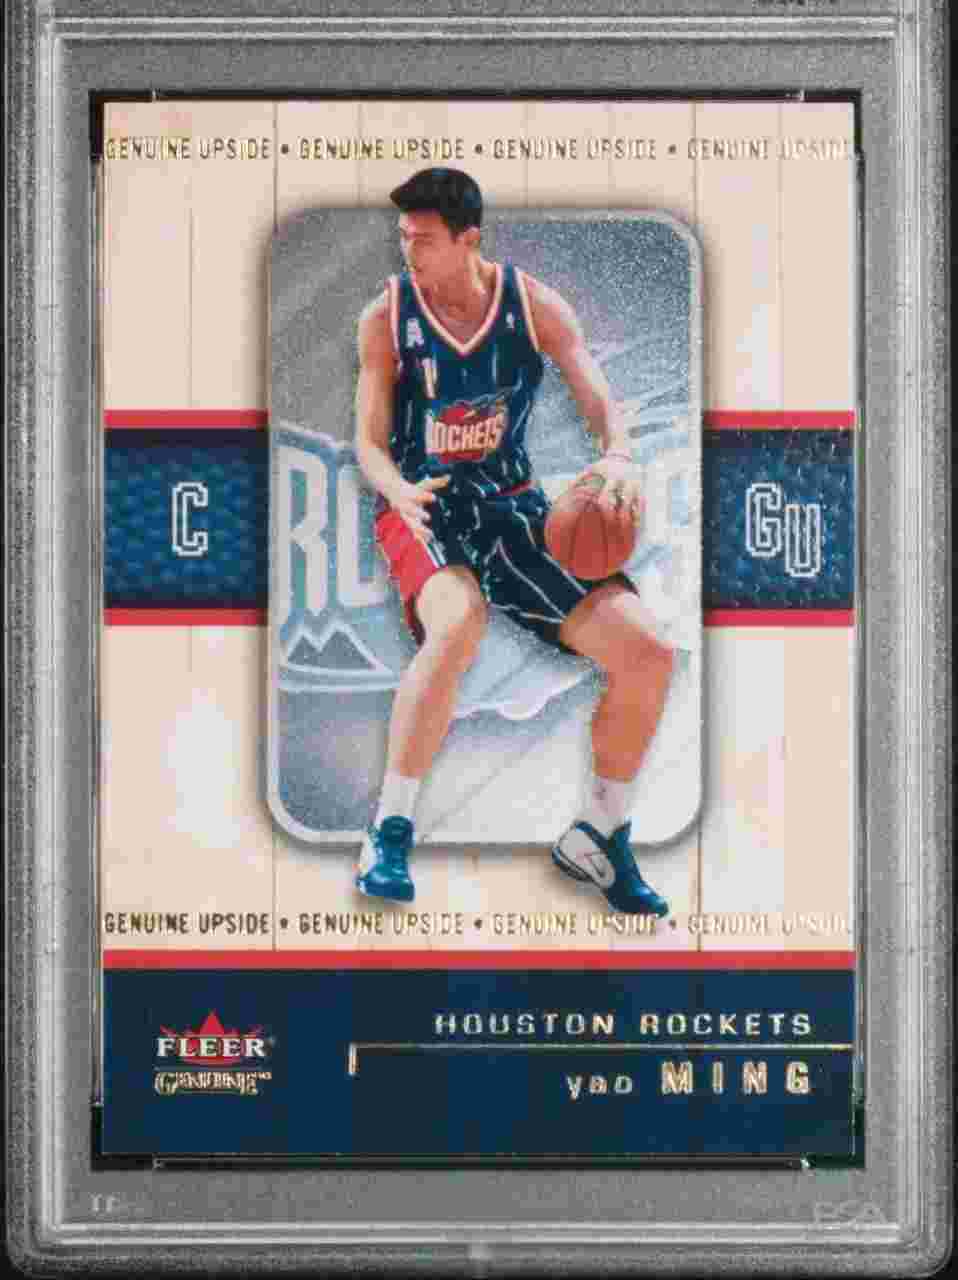 GENUINE UPSIDE • GENUINE UPSIDE • GENUINE UPSIDE • GENUINE UPSIDE
ROCKETS
C
GU
GENUINE UPSIDE • GENUINE UPSIDE • GENUINE UPSIDE • GENUINE UPSIDE
HOUSTON ROCKETS
FLEER
GENUINE™
yao MING
PSA